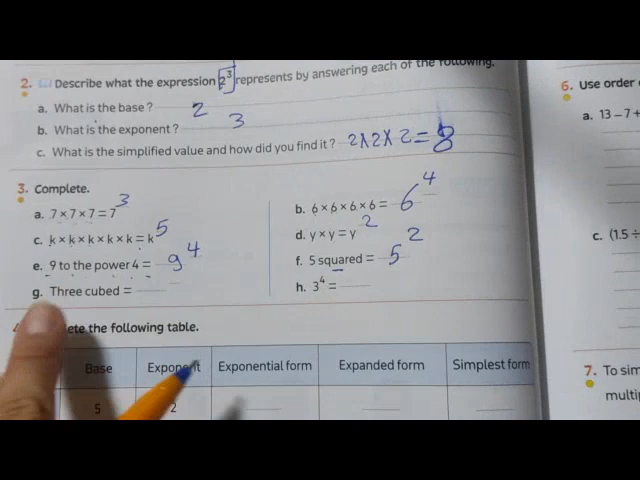 2. Describe what the expression 2³ represents by answering each of the following.
a. What is the base ? 2
b. What is the exponent ? 3
c. What is the simplified value and how did you find it ? 2 x 2 x 2 = 8
3. Complete.
a. 7 × 7 × 7 = 7³
b. 6 × 6 × 6 × 6 = 6⁴
c. k × k × k × k × k = k⁵
d. y × y = y²
e. 9 to the power 4 = 9⁴
f. 5 squared = 5²
g. Three cubed =
h. 3⁴ =
4. ete the following table.
Base Exponent Exponential form Expanded form Simplest form
5 2
6. Use order
a. 13 − 7 +
c. (1.5 ÷
7. To sim
multi